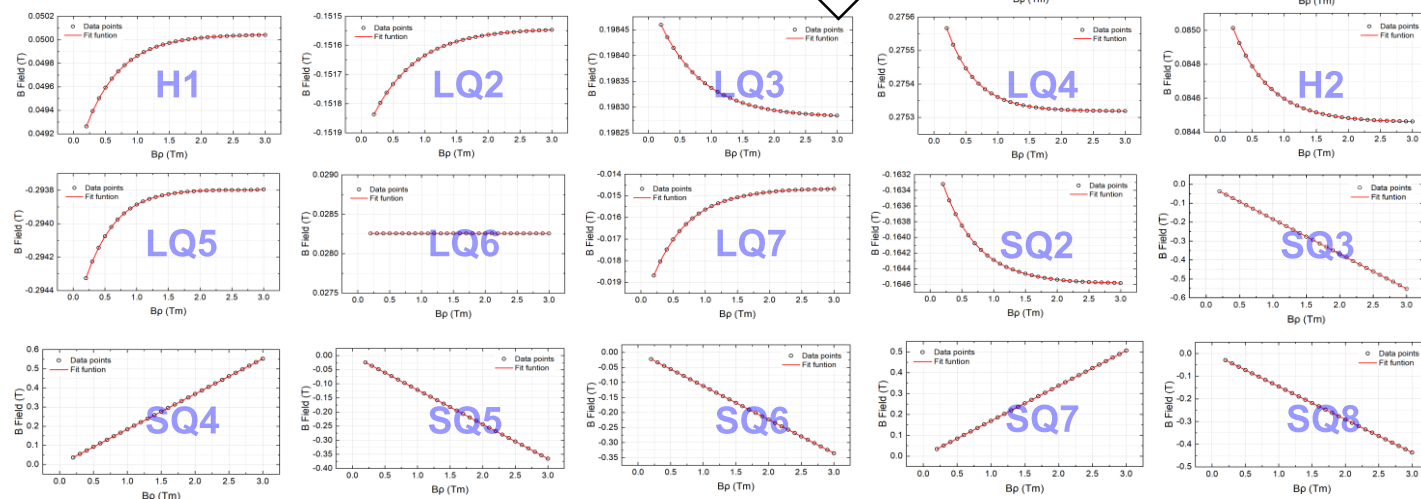 Bρ (Tm)
Bρ (Tm)
0.0502
0.0500
0.0498
0.0496
0.0494
0.0492
B Field (T)
Data points
Fit funtion
H1
0.0 0.5 1.0 1.5 2.0 2.5 3.0
Bρ (Tm)
-0.1515
-0.1516
-0.1517
-0.1518
-0.1519
B Field (T)
Data points
Fit function
LQ2
0.0 0.5 1.0 1.5 2.0 2.5 3.0
Bρ (Tm)
0.19845
0.19840
0.19835
0.19830
0.19825
B Field (T)
Data points
Fit function
LQ3
0.0 0.5 1.0 1.5 2.0 2.5 3.0
Bρ (Tm)
0.2756
0.2755
0.2754
0.2753
B Field (T)
Data points
Fit function
LQ4
0.0 0.5 1.0 1.5 2.0 2.5 3.0
Bρ (Tm)
0.0850
0.0848
0.0846
0.0844
B Field (T)
Data points
Fit function
H2
0.0 0.5 1.0 1.5 2.0 2.5 3.0
Bρ (Tm)
-0.2938
-0.2940
-0.2942
-0.2944
B Field (T)
Data points
Fit function
LQ5
0.0 0.5 1.0 1.5 2.0 2.5 3.0
Bρ (Tm)
0.0290
0.0285
0.0280
0.0275
B Field (T)
Data points
Fit function
LQ6
0.0 0.5 1.0 1.5 2.0 2.5 3.0
Bρ (Tm)
-0.014
-0.015
-0.016
-0.017
-0.018
-0.019
B Field (T)
Data points
Fit function
LQ7
0.0 0.5 1.0 1.5 2.0 2.5 3.0
Bρ (Tm)
-0.1632
-0.1634
-0.1636
-0.1638
-0.1640
-0.1642
-0.1644
-0.1646
B Field (T)
Data points
Fit function
SQ2
0.0 0.5 1.0 1.5 2.0 2.5 3.0
Bρ (Tm)
0.0
-0.1
-0.2
-0.3
-0.4
-0.5
-0.6
B Field (T)
Data points
Fit function
SQ3
0.0 0.5 1.0 1.5 2.0 2.5 3.0
Bρ (Tm)
0.6
0.5
0.4
0.3
0.2
0.1
0.0
B Field (T)
Data points
Fit function
SQ4
0.0 0.5 1.0 1.5 2.0 2.5 3.0
Bρ (Tm)
0.00
-0.05
-0.10
-0.15
-0.20
-0.25
-0.30
-0.35
-0.40
B Field (T)
Data points
Fit function
SQ5
0.0 0.5 1.0 1.5 2.0 2.5 3.0
Bρ (Tm)
0.00
-0.05
-0.10
-0.15
-0.20
-0.25
-0.30
-0.35
B Field (T)
Data points
Fit function
SQ6
0.0 0.5 1.0 1.5 2.0 2.5 3.0
Bρ (Tm)
0.5
0.4
0.3
0.2
0.1
0.0
B Field (T)
Data points
Fit function
SQ7
0.0 0.5 1.0 1.5 2.0 2.5 3.0
Bρ (Tm)
0.0
-0.1
-0.2
-0.3
-0.4
-0.5
B Field (T)
Data points
Fit function
SQ8
0.0 0.5 1.0 1.5 2.0 2.5 3.0
Bρ (Tm)